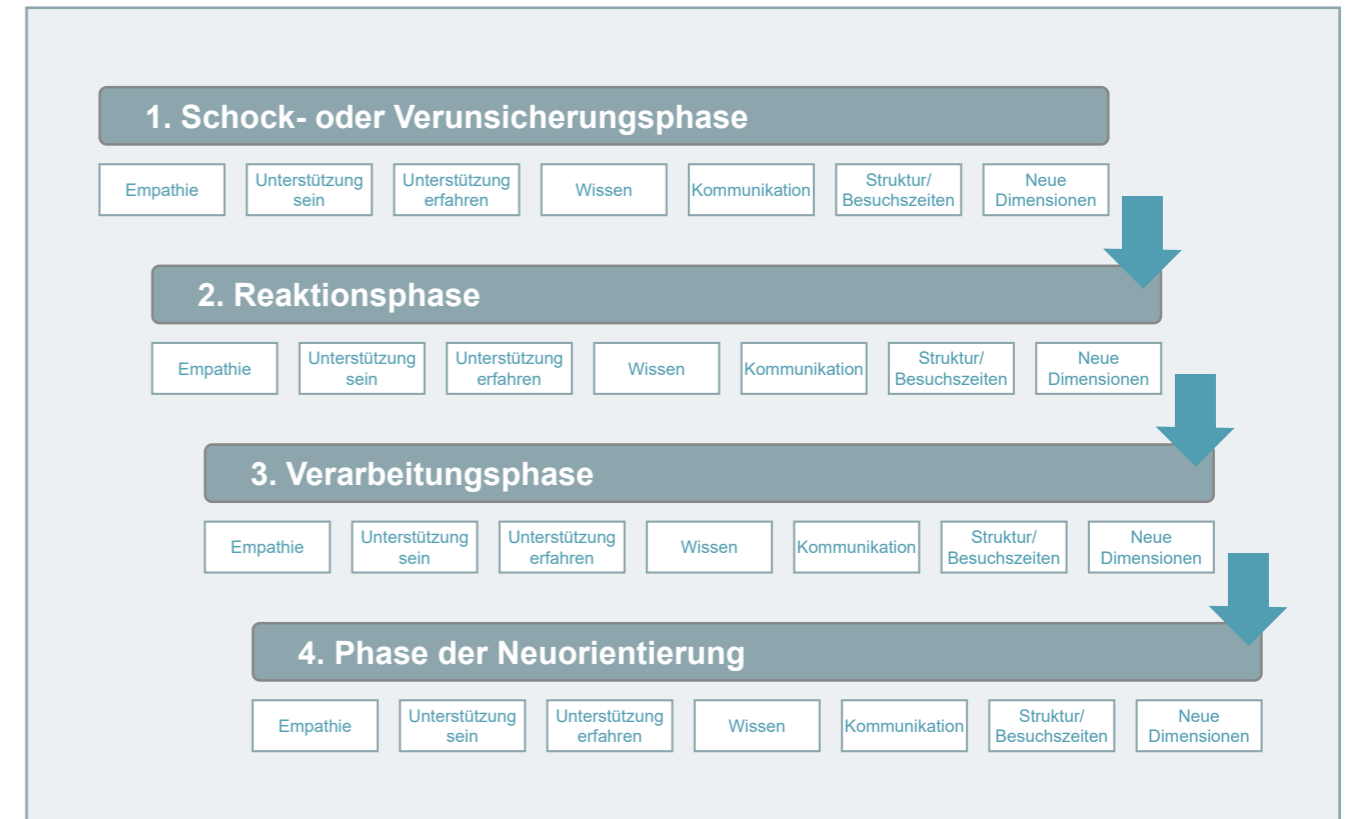 1. Schock- oder Verunsicherungsphase
Empathie
Unterstützung
sein
Unterstützung
erfahren
Wissen
Kommunikation
Struktur/
Besuchszeiten
Neue
Dimensionen
2. Reaktionsphase
Empathie
Unterstützung
sein
Unterstützung
erfahren
Wissen
Kommunikation
Struktur/
Besuchszeiten
Neue
Dimensionen
3. Verarbeitungsphase
Empathie
Unterstützung
sein
Unterstützung
erfahren
Wissen
Kommunikation
Struktur/
Besuchszeiten
Neue
Dimensionen
4. Phase der Neuorientierung
Empathie
Unterstützung
sein
Unterstützung
erfahren
Wissen
Kommunikation
Struktur/
Besuchszeiten
Neue
Dimensionen